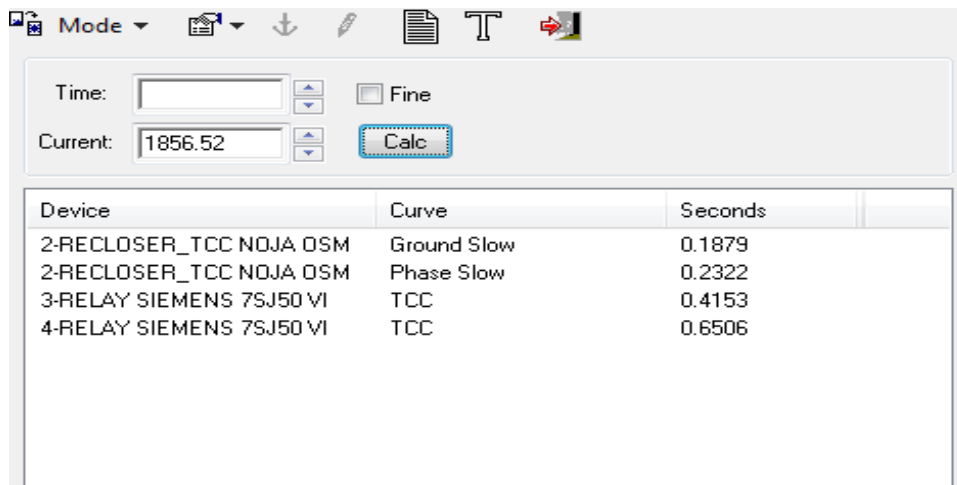 Mode
Time: Fine
Current: 1856.52 Calc
Device Curve Seconds
2-RECLOSER_TCC NOJA OSM Ground Slow 0.1879
2-RECLOSER_TCC NOJA OSM Phase Slow 0.2322
3-RELAY SIEMENS 7SJ50 VI TCC 0.4153
4-RELAY SIEMENS 7SJ50 VI TCC 0.6506